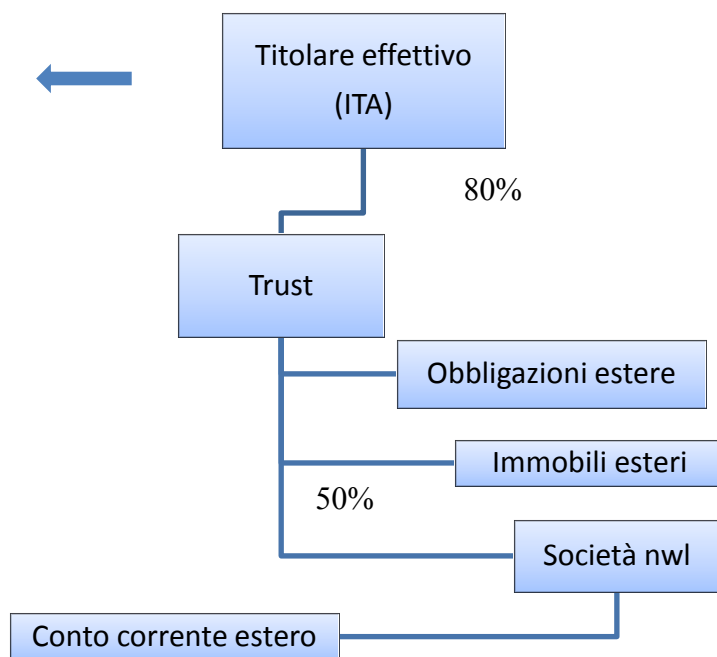 Titolare effettivo
(ITA)
80%
Trust
Obbligazioni estere
Immobili esteri
50%
Società nwl
Conto corrente estero